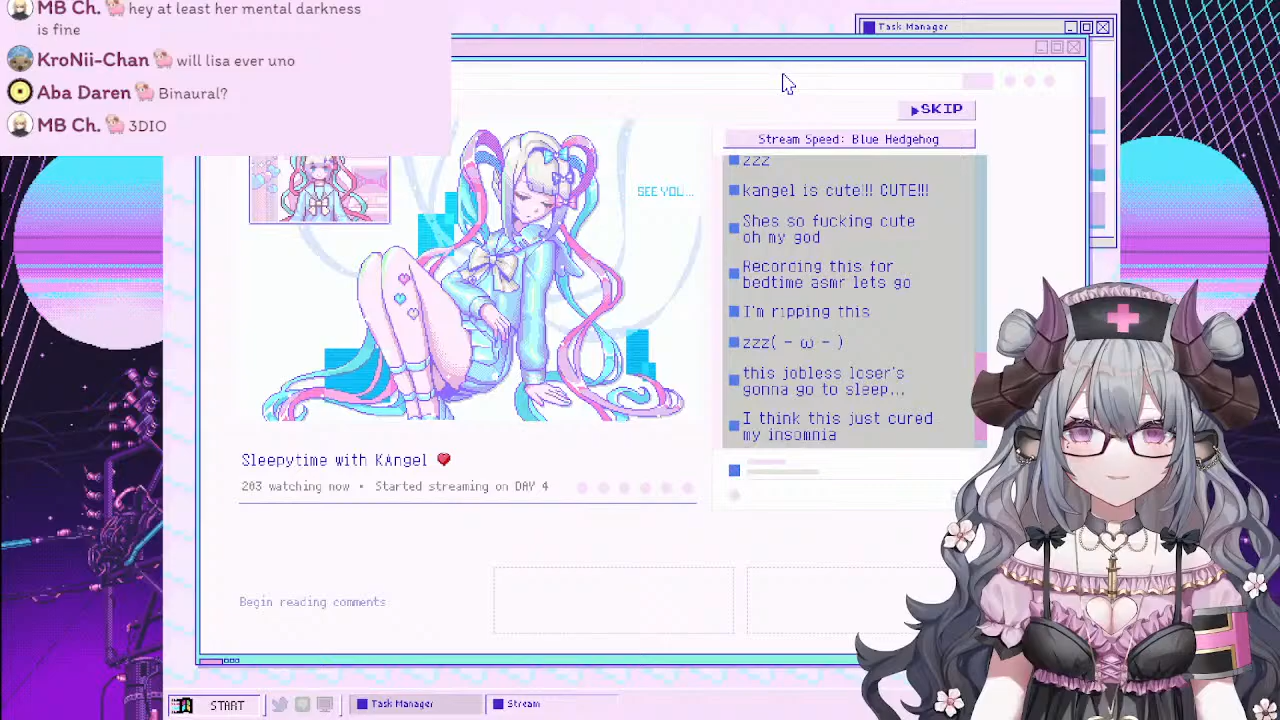 MB Ch. hey at least her mental darkness
is fine
KroNii-Chan will lisa ever uno
Aba Daren Binaural?
MB Ch. 3DIO
Task Manager
SKIP
Stream Speed: Blue Hedgehog
SEE YOU...
zzz
kangel is cute!!! CUTE!!!
Shes so fucking cute
oh my god
Recording this for
bedtime asmr lets go
I'm ripping this
zzz( - ω - )
this jobless loser's
gonna go to sleep...
I think this just cured
my insomnia
Sleepytime with KAngel
203 watching now • Started streaming on DAY 4
Begin reading comments
START
Task Manager
Stream